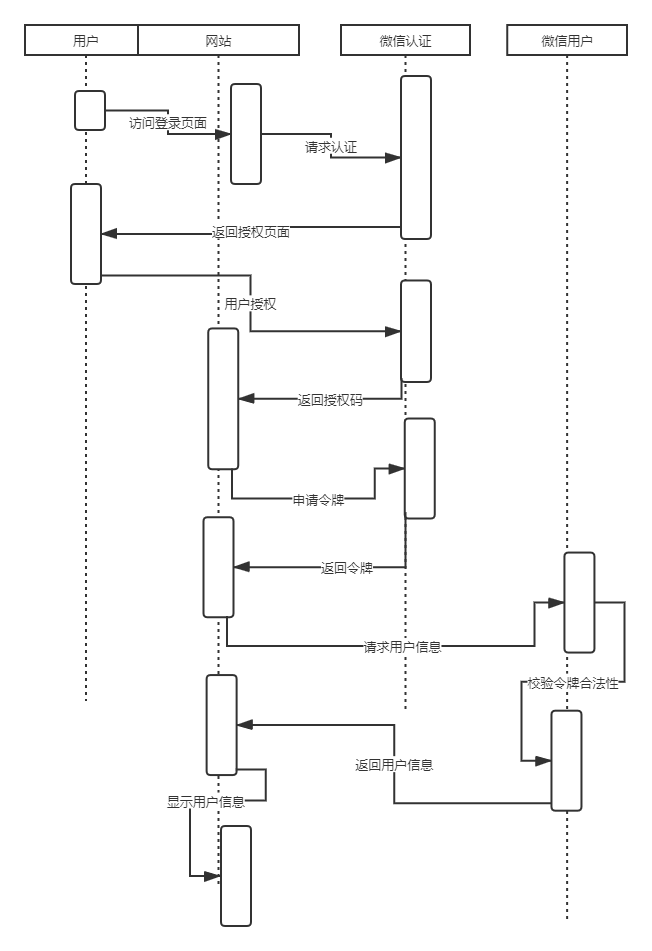 用户
网站
微信认证
微信用户
访问登录页面
请求认证
返回授权页面
用户授权
返回授权码
申请令牌
返回令牌
请求用户信息
校验令牌合法性
返回用户信息
显示用户信息